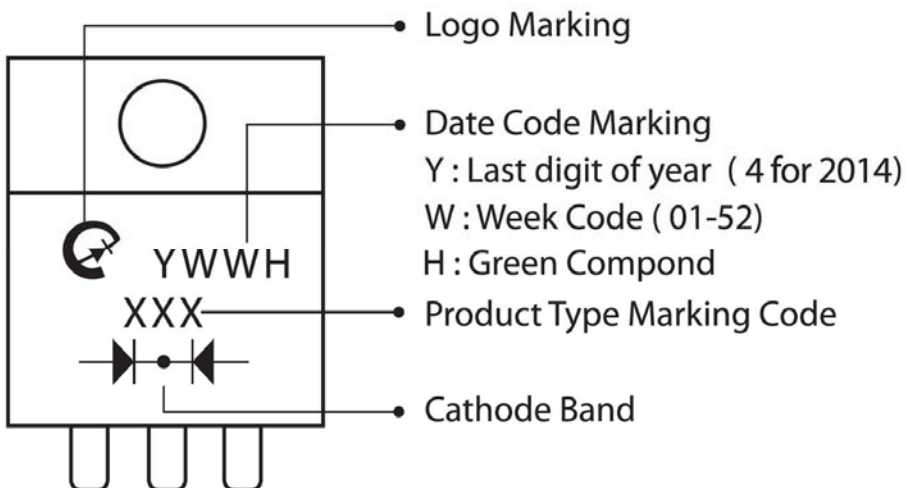 Logo Marking
Date Code Marking
Y : Last digit of year ( 4 for 2014)
W : Week Code ( 01-52)
H : Green Compond
YWWH
XXX
Product Type Marking Code
Cathode Band